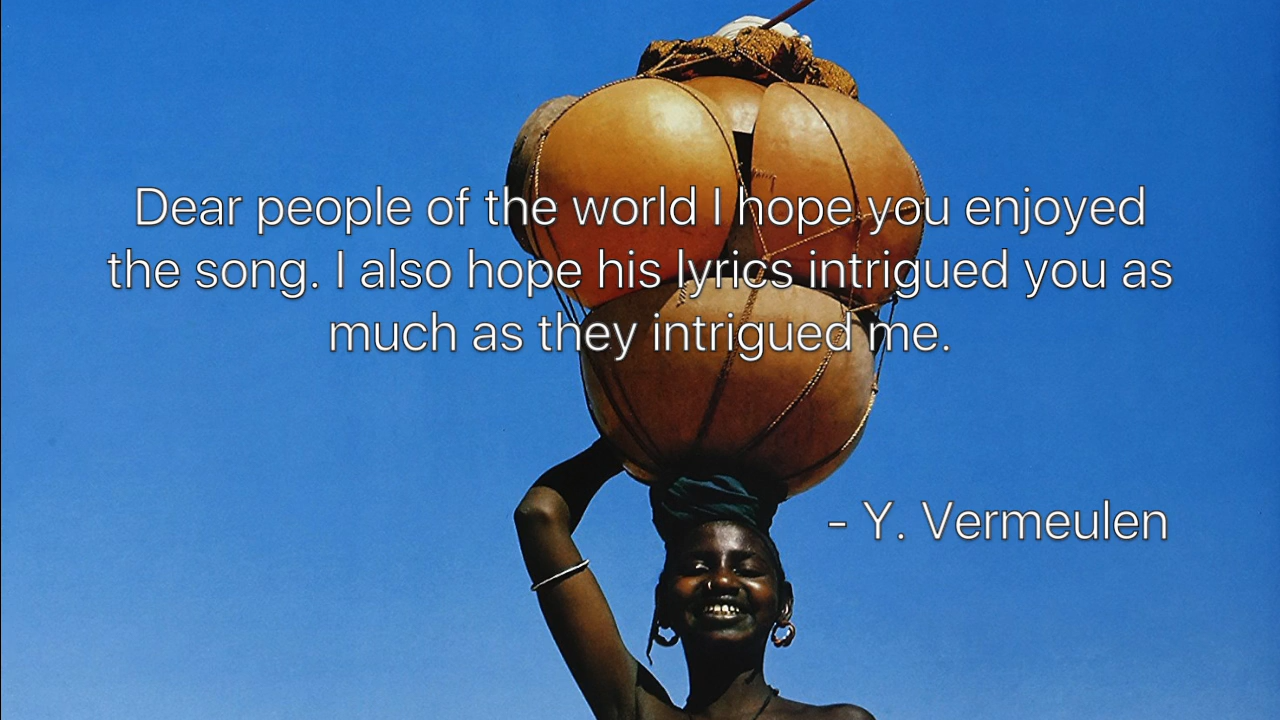 Dear people of the world I hope you enjoyed
the song. I also hope his lyrics intrigued you as
much as they intrigued me.
- Y. Vermeulen